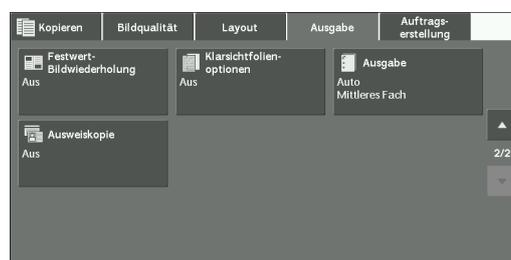 Kopieren
Bildqualität
Layout
Ausgabe
Auftrags-
erstellung
Festwert-
Bildwiederholung
Aus
Klarsichtfolien-
optionen
Aus
Ausgabe
Auto
Mittleres Fach
Ausweiskopie
Aus
2/2